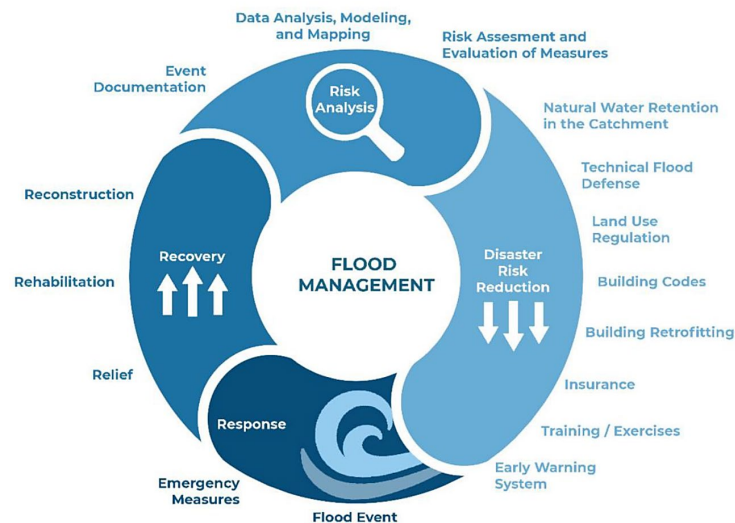 Data Analysis, Modeling,
and Mapping
Risk Assesment and
Evaluation of Measures
Event
Documentation
Risk
Analysis
Natural Water Retention
in the Catchment
Technical Flood
Defense
Reconstruction
Land Use
Regulation
Recovery
FLOOD
MANAGEMENT
Disaster
Risk
Reduction
Rehabilitation
Building Codes
Building Retrofitting
Relief
Insurance
Response
Training / Exercises
Emergency
Measures
Early Warning
System
Flood Event